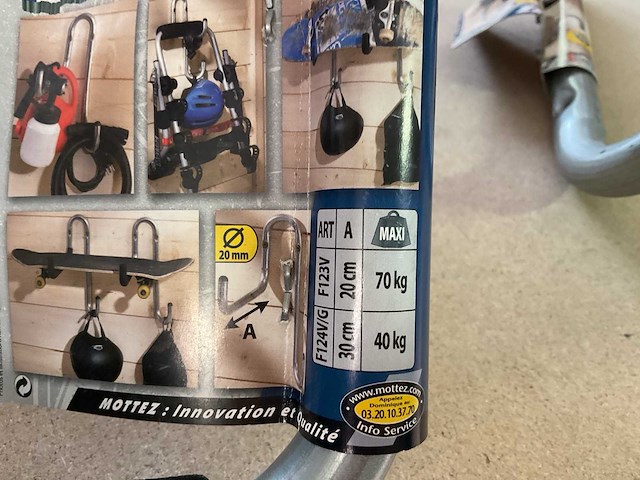 20 mm
A
ART A MAXI
F123V 20 cm 70 kg
F124V/G 30 cm 40 kg
MOTTEZ : Innovation et Qualité
www.mottez.com
Appelez
Dominique au
03.20.10.37.70
Info Service